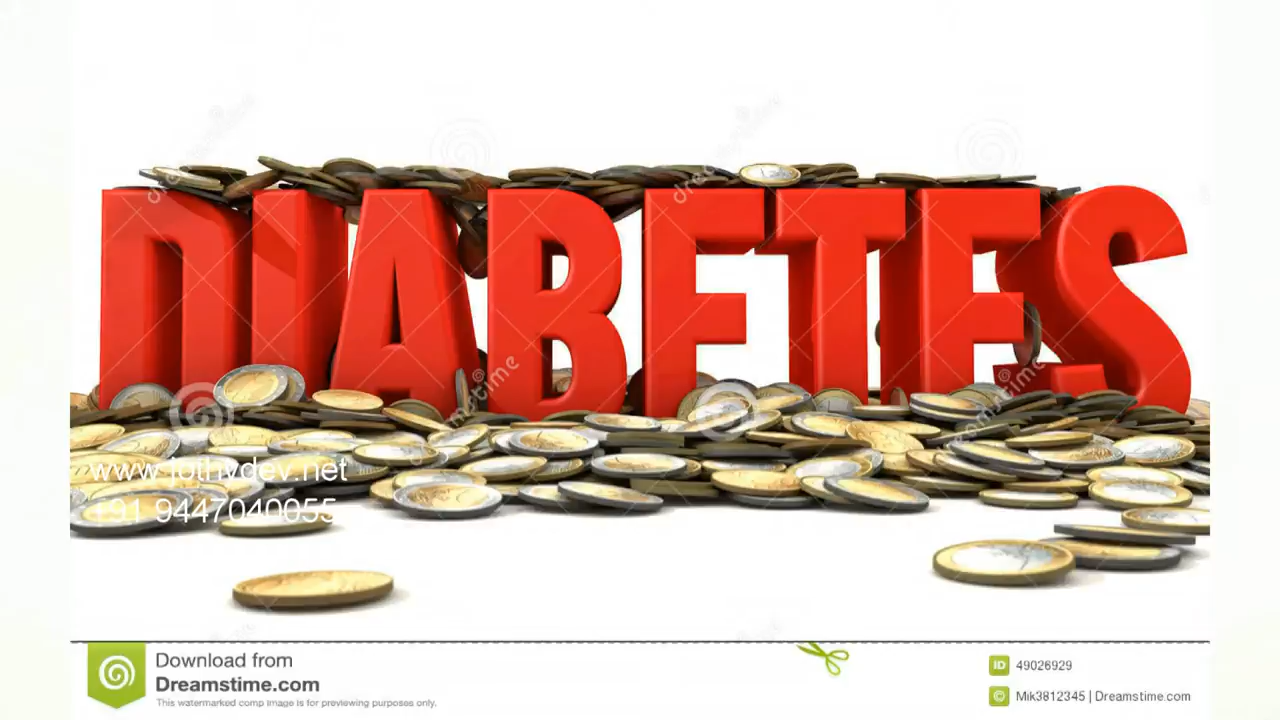 DIABETES
www.jothydev.net
+91 9447040055
Download from
Dreamstime.com
This watermarked comp image is for previewing purposes only.
ID 49026929
© Mik3812345 | Dreamstime.com